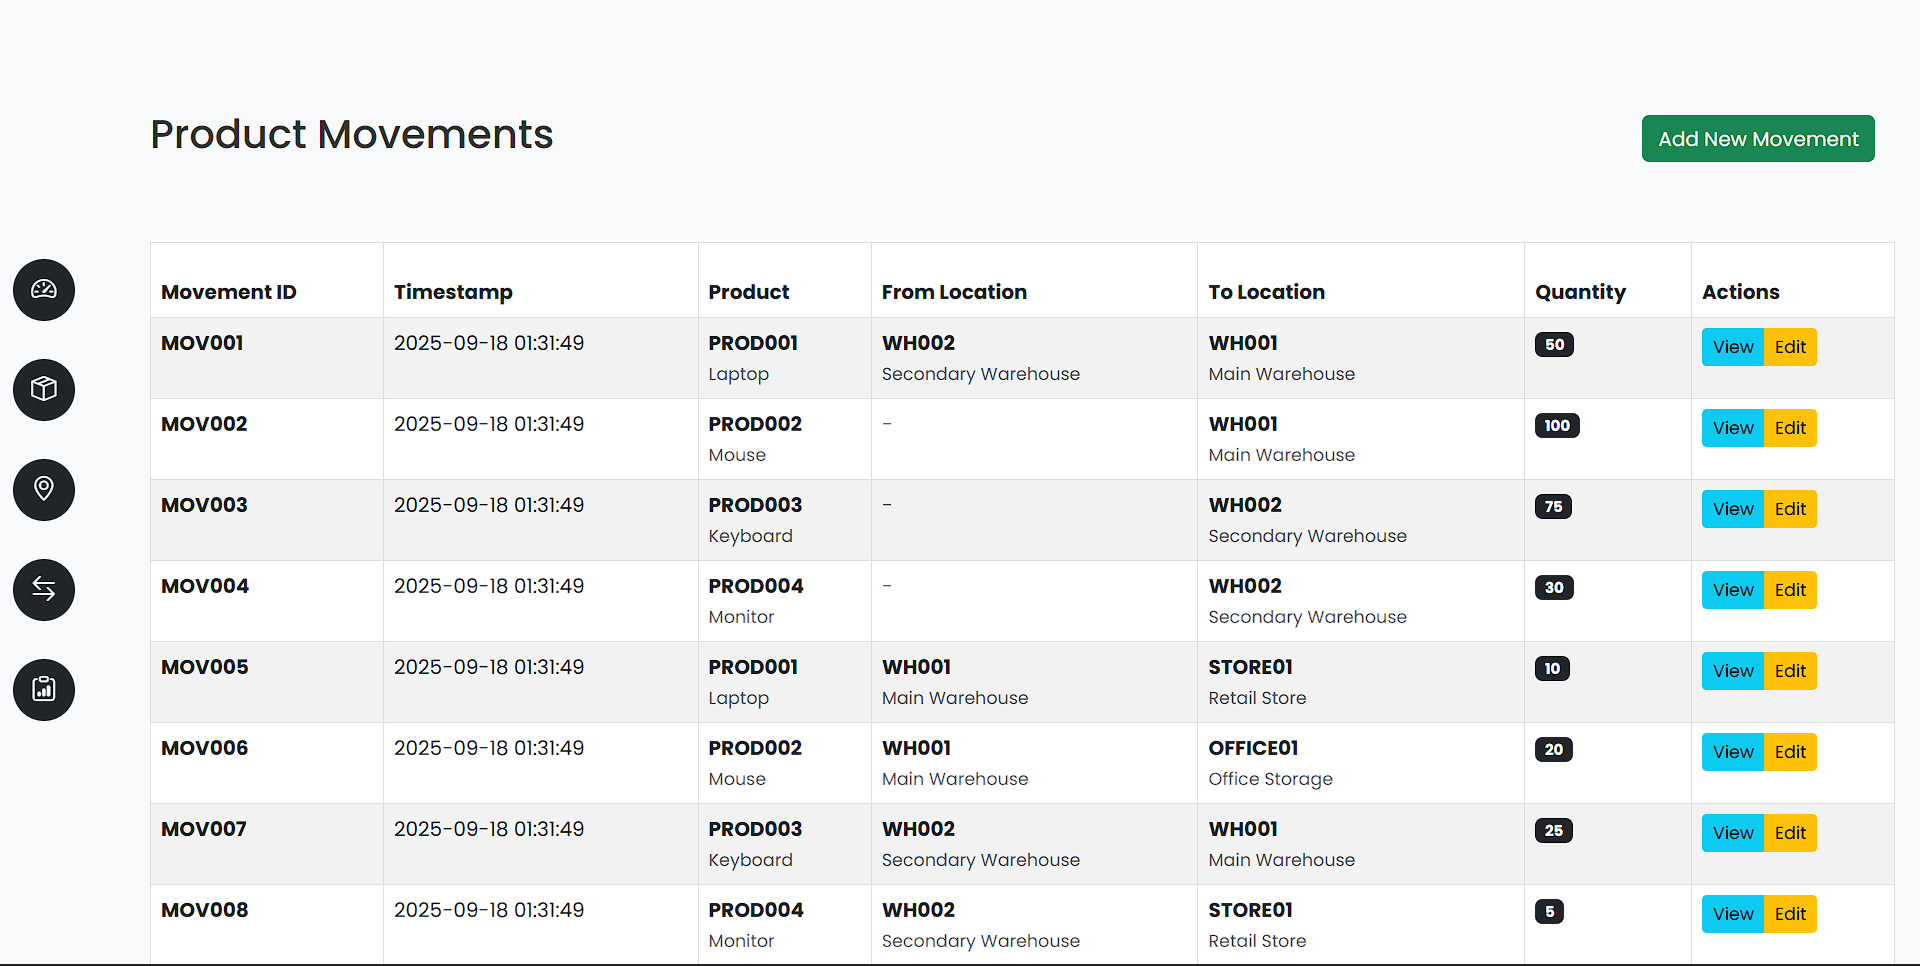 Product Movements
Add New Movement
Movement ID Timestamp Product From Location To Location Quantity Actions
MOV001 2025-09-18 01:31:49 PROD001 WH002 WH001 50 View Edit
Laptop Secondary Warehouse Main Warehouse
MOV002 2025-09-18 01:31:49 PROD002 - WH001 100 View Edit
Mouse Main Warehouse
MOV003 2025-09-18 01:31:49 PROD003 - WH002 75 View Edit
Keyboard Secondary Warehouse
MOV004 2025-09-18 01:31:49 PROD004 - WH002 30 View Edit
Monitor Secondary Warehouse
MOV005 2025-09-18 01:31:49 PROD001 WH001 STORE01 10 View Edit
Laptop Main Warehouse Retail Store
MOV006 2025-09-18 01:31:49 PROD002 WH001 OFFICE01 20 View Edit
Mouse Main Warehouse Office Storage
MOV007 2025-09-18 01:31:49 PROD003 WH002 WH001 25 View Edit
Keyboard Secondary Warehouse Main Warehouse
MOV008 2025-09-18 01:31:49 PROD004 WH002 STORE01 5 View Edit
Monitor Secondary Warehouse Retail Store